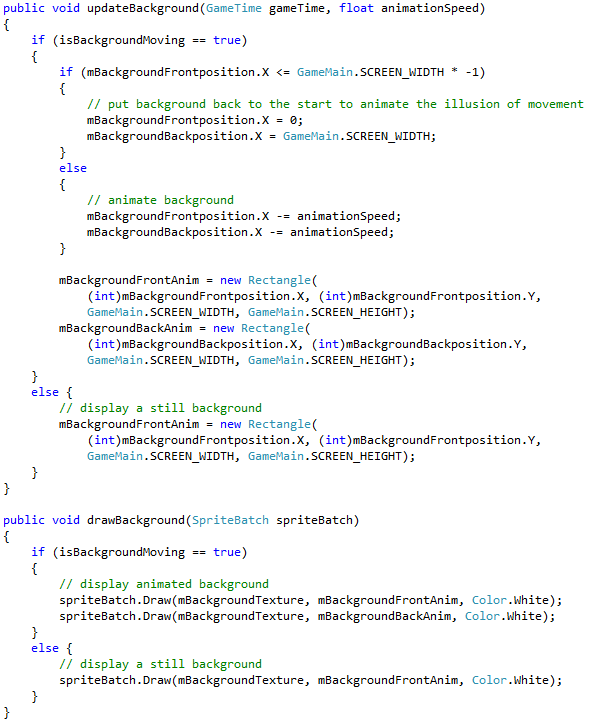 public void updateBackground(GameTime gameTime, float animationSpeed)
{
    if (isBackgroundMoving == true)
    {
        if (mBackgroundFrontposition.X <= GameMain.SCREEN_WIDTH * -1)
        {
            // put background back to the start to animate the illusion of movement
            mBackgroundFrontposition.X = 0;
            mBackgroundBackposition.X = GameMain.SCREEN_WIDTH;
        }
        else
        {
            // animate background
            mBackgroundFrontposition.X -= animationSpeed;
            mBackgroundBackposition.X -= animationSpeed;
        }

        mBackgroundFrontAnim = new Rectangle(
            (int)mBackgroundFrontposition.X, (int)mBackgroundFrontposition.Y,
            GameMain.SCREEN_WIDTH, GameMain.SCREEN_HEIGHT);
        mBackgroundBackAnim = new Rectangle(
            (int)mBackgroundBackposition.X, (int)mBackgroundBackposition.Y,
            GameMain.SCREEN_WIDTH, GameMain.SCREEN_HEIGHT);
    }
    else {
        // display a still background
        mBackgroundFrontAnim = new Rectangle(
            (int)mBackgroundFrontposition.X, (int)mBackgroundFrontposition.Y,
            GameMain.SCREEN_WIDTH, GameMain.SCREEN_HEIGHT);
    }
}

public void drawBackground(SpriteBatch spriteBatch)
{
    if (isBackgroundMoving == true)
    {
        // display animated background
        spriteBatch.Draw(mBackgroundTexture, mBackgroundFrontAnim, Color.White);
        spriteBatch.Draw(mBackgroundTexture, mBackgroundBackAnim, Color.White);
    }
    else {
        // display a still background
        spriteBatch.Draw(mBackgroundTexture, mBackgroundFrontAnim, Color.White);
    }
}